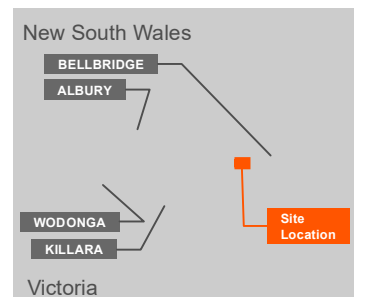 New South Wales
BELLBRIDGE
ALBURY
WODONGA
KILLARA
Site
Location
Victoria